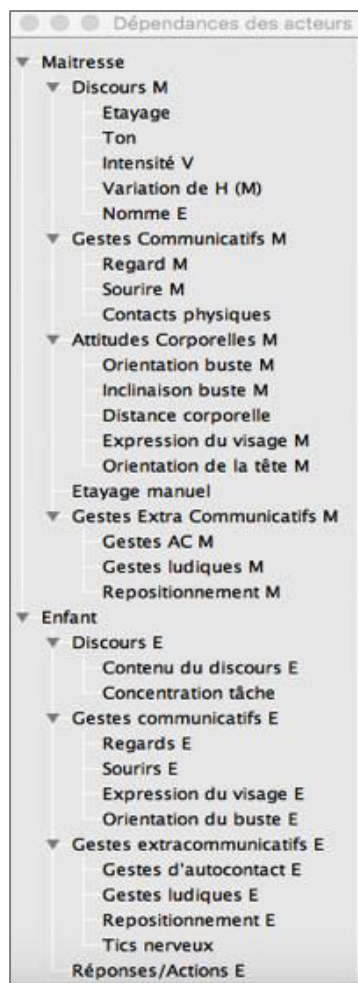 Dépendances des acteurs
Maitresse
Discours M
Etayage
Ton
Intensité V
Variation de H (M)
Nomme E
Gestes Communicatifs M
Regard M
Sourire M
Contacts physiques
Attitudes Corporelles M
Orientation buste M
Inclinaison buste M
Distance corporelle
Expression du visage M
Orientation de la tête M
Etayage manuel
Gestes Extra Communicatifs M
Gestes AC M
Gestes ludiques M
Repositionnement M
Enfant
Discours E
Contenu du discours E
Concentration tâche
Gestes communicatifs E
Regards E
Sourirs E
Expression du visage E
Orientation du buste E
Gestes extracommunicatifs E
Gestes d'autocontact E
Gestes ludiques E
Repositionnement E
Tics nerveux
Réponses/Actions E